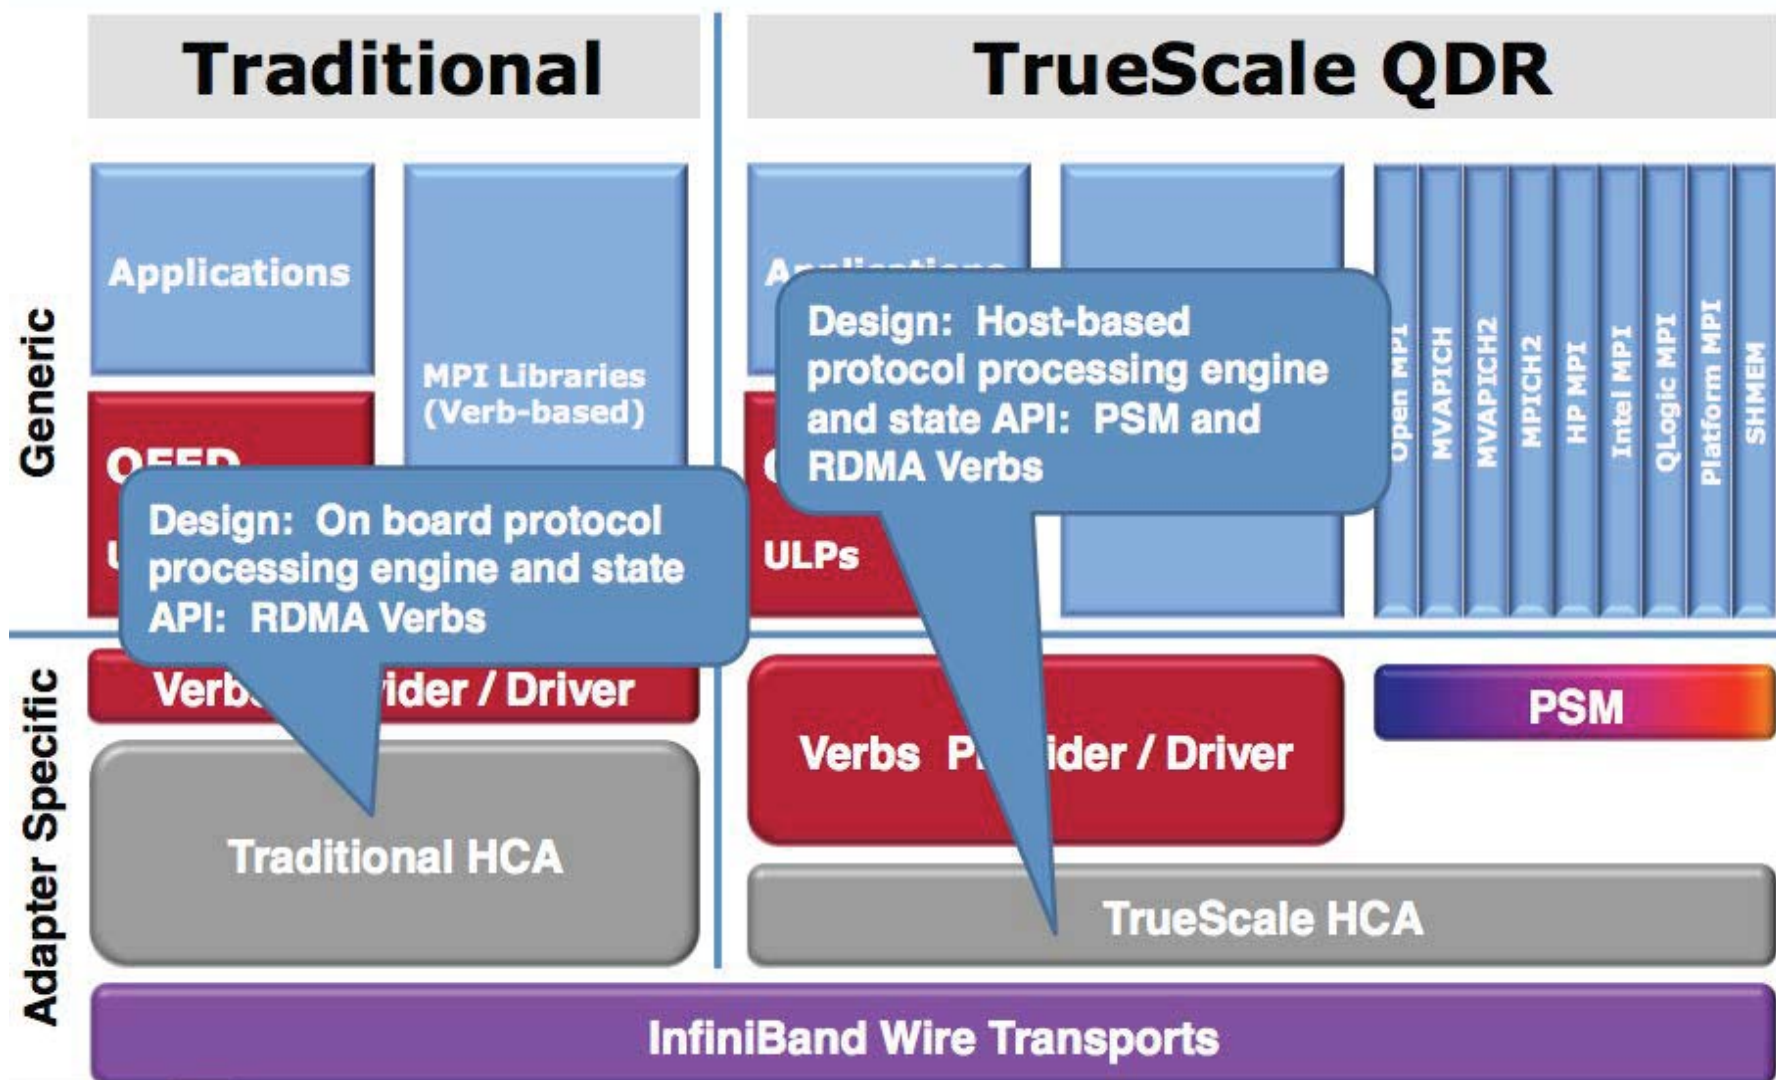 Traditional
TrueScale QDR
Generic
Applications
MPI Libraries
(Verb-based)
OFED
Design: On board protocol
processing engine and state
API: RDMA Verbs
Applications
Design: Host-based
protocol processing engine
and state API: PSM and
RDMA Verbs
ULPs
Open MPI
MVAPICH
MVAPICH2
MPICH2
HP MPI
Intel MPI
QLogic MPI
Platform MPI
SHMEM
Adapter Specific
Verbs / Driver
Traditional HCA
Verbs / Driver
PSM
TrueScale HCA
InfiniBand Wire Transports